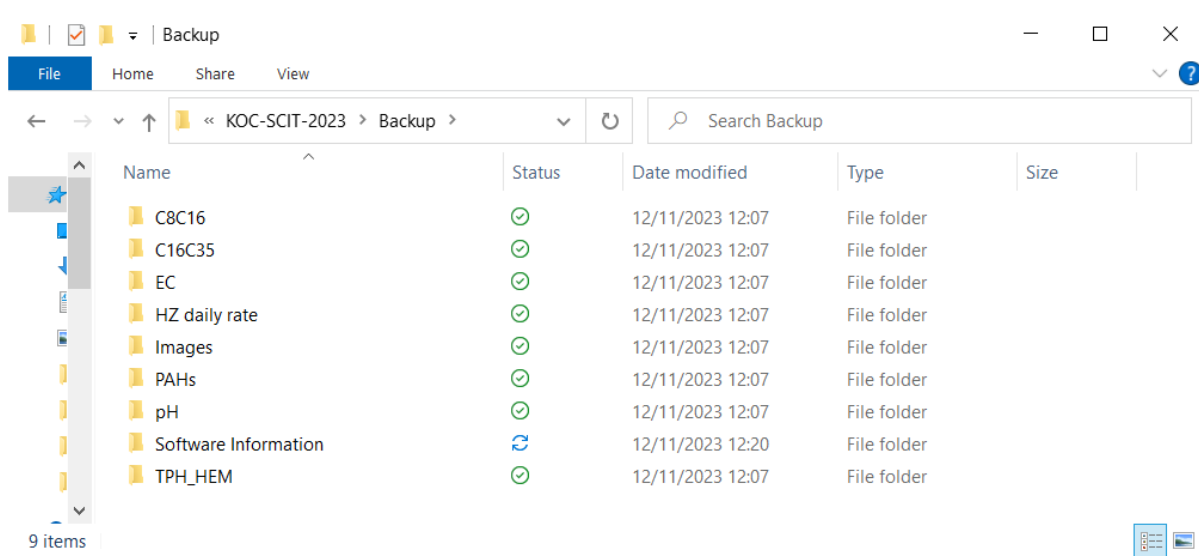 Backup
File Home Share View ?
« KOC-SCIT-2023 > Backup > Search Backup
Name Status Date modified Type Size
C8C16 12/11/2023 12:07 File folder
C16C35 12/11/2023 12:07 File folder
EC 12/11/2023 12:07 File folder
HZ daily rate 12/11/2023 12:07 File folder
Images 12/11/2023 12:07 File folder
PAHs 12/11/2023 12:07 File folder
pH 12/11/2023 12:07 File folder
Software Information 12/11/2023 12:20 File folder
TPH_HEM 12/11/2023 12:07 File folder
9 items